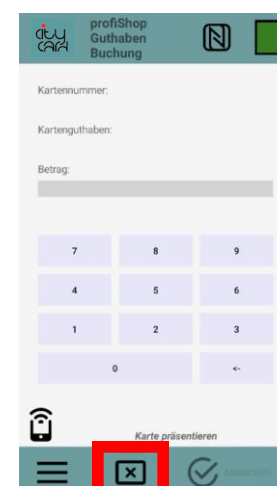 city
card
profiShop
Guthaben
Buchung
Kartennummer:
Kartenguthaben:
Betrag:
7 8 9
4 5 6
1 2 3
0 <-
Karte präsentieren